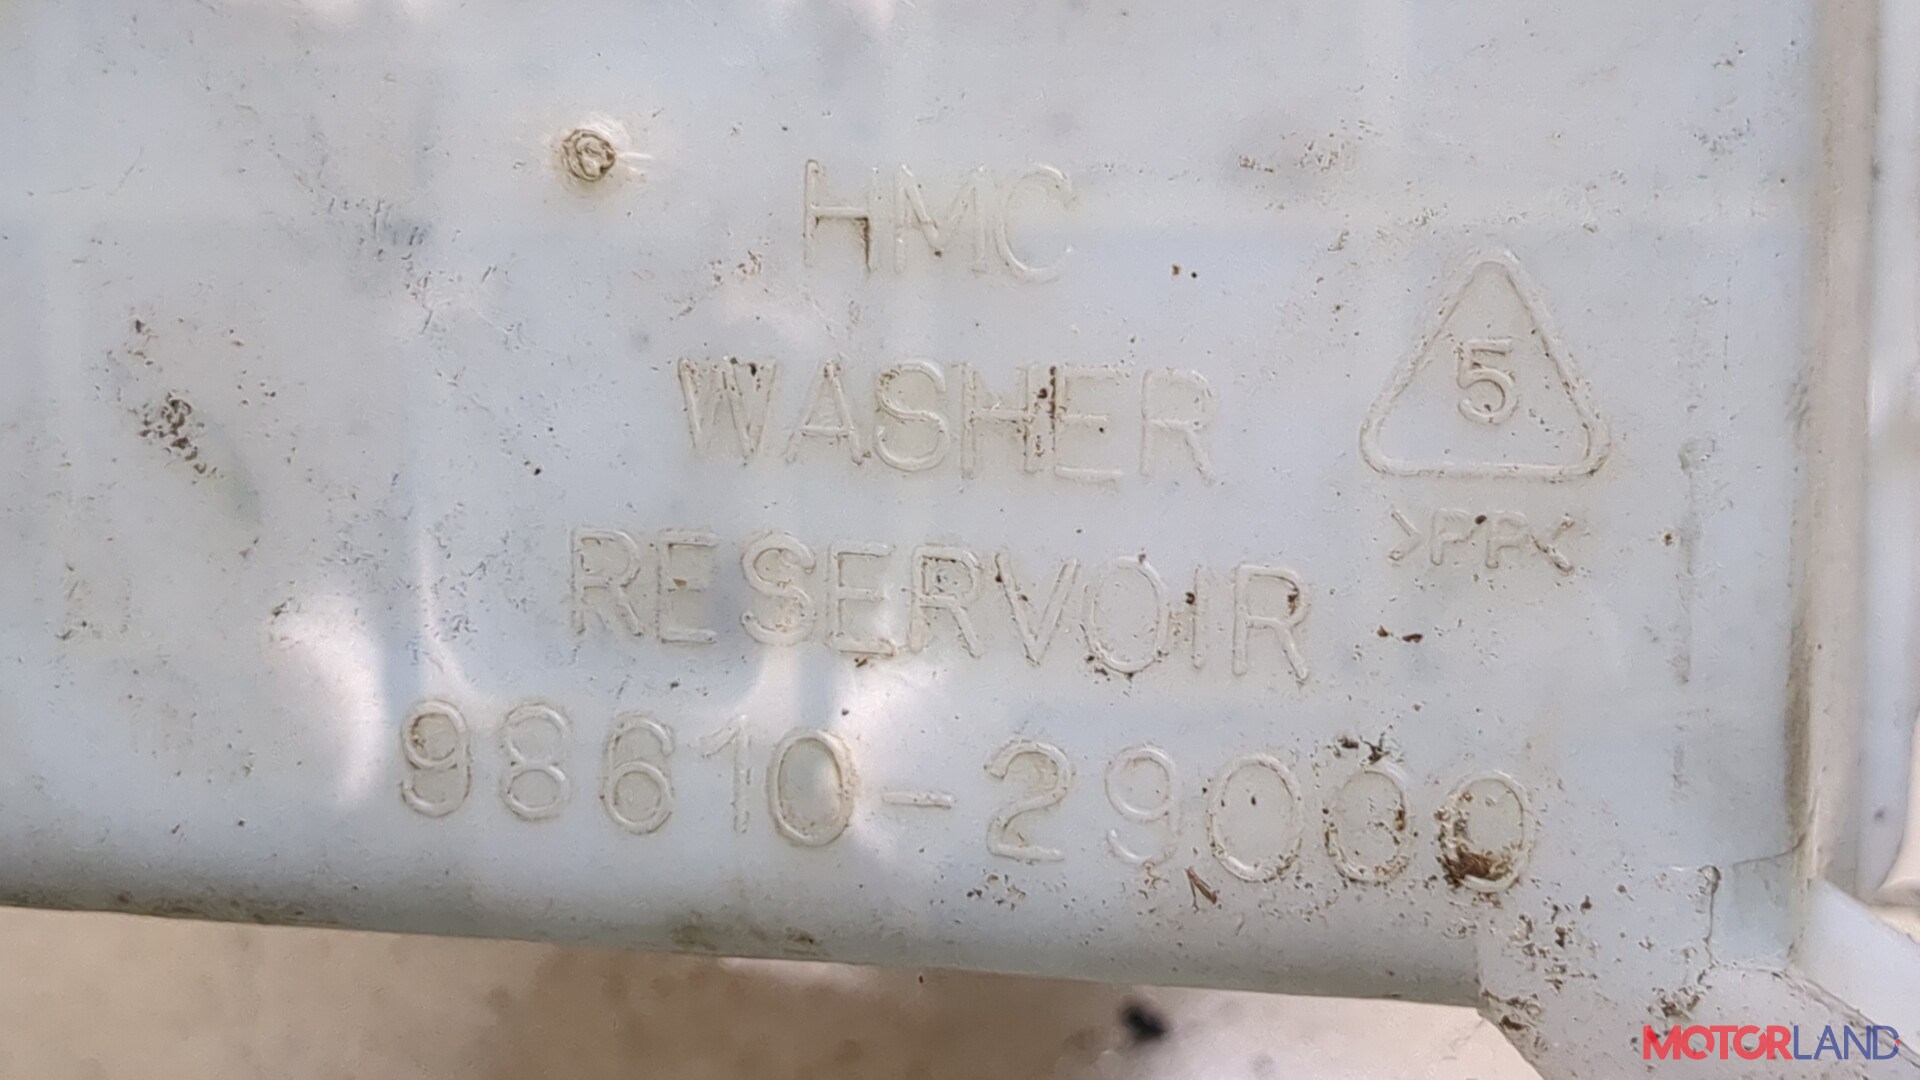 HMC
WASHER
RESERVOIR
98610-29000
5
>PP<
MOTORLAND